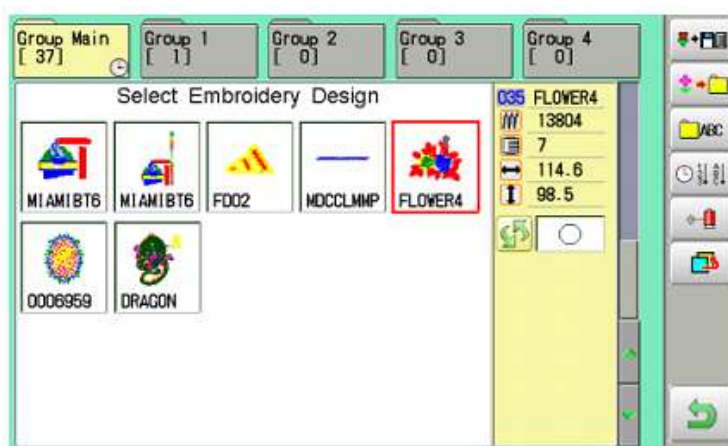 Group Main
[ 37]
Group 1
[ 1]
Group 2
[ 0]
Group 3
[ 0]
Group 4
[ 0]
Select Embroidery Design
MIAMIBT6
MIAMIBT6
FD02
MDCCLMMP
FLOWER4
0006959
DRAGON
035 FLOWER4
13804
7
114.6
98.5
ABC